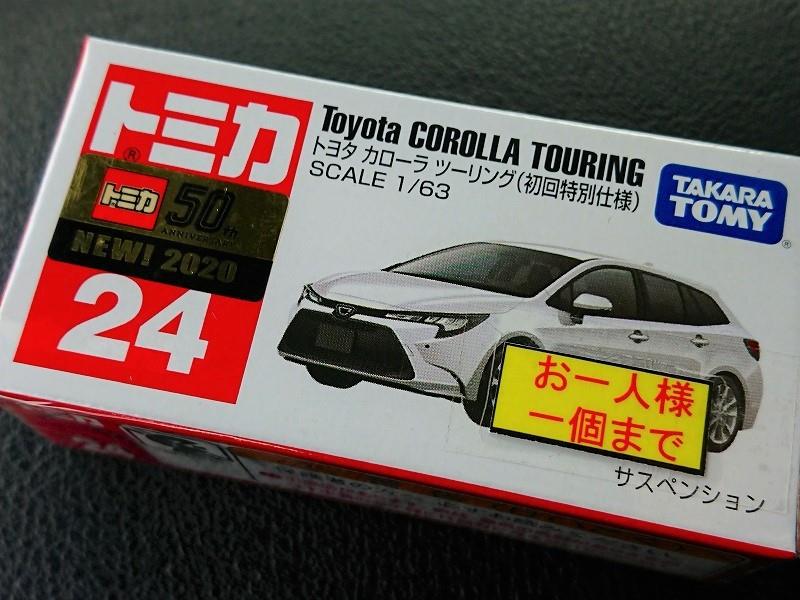 トミカ
®
トミカ 50th
ANNIVERSARY
NEW! 2020
24
Toyota COROLLA TOURING
トヨタ カローラ ツーリング(初回特別仕様)
SCALE 1/63
TAKARA
TOMY
®
お一人様
一個まで
サスペンション
24